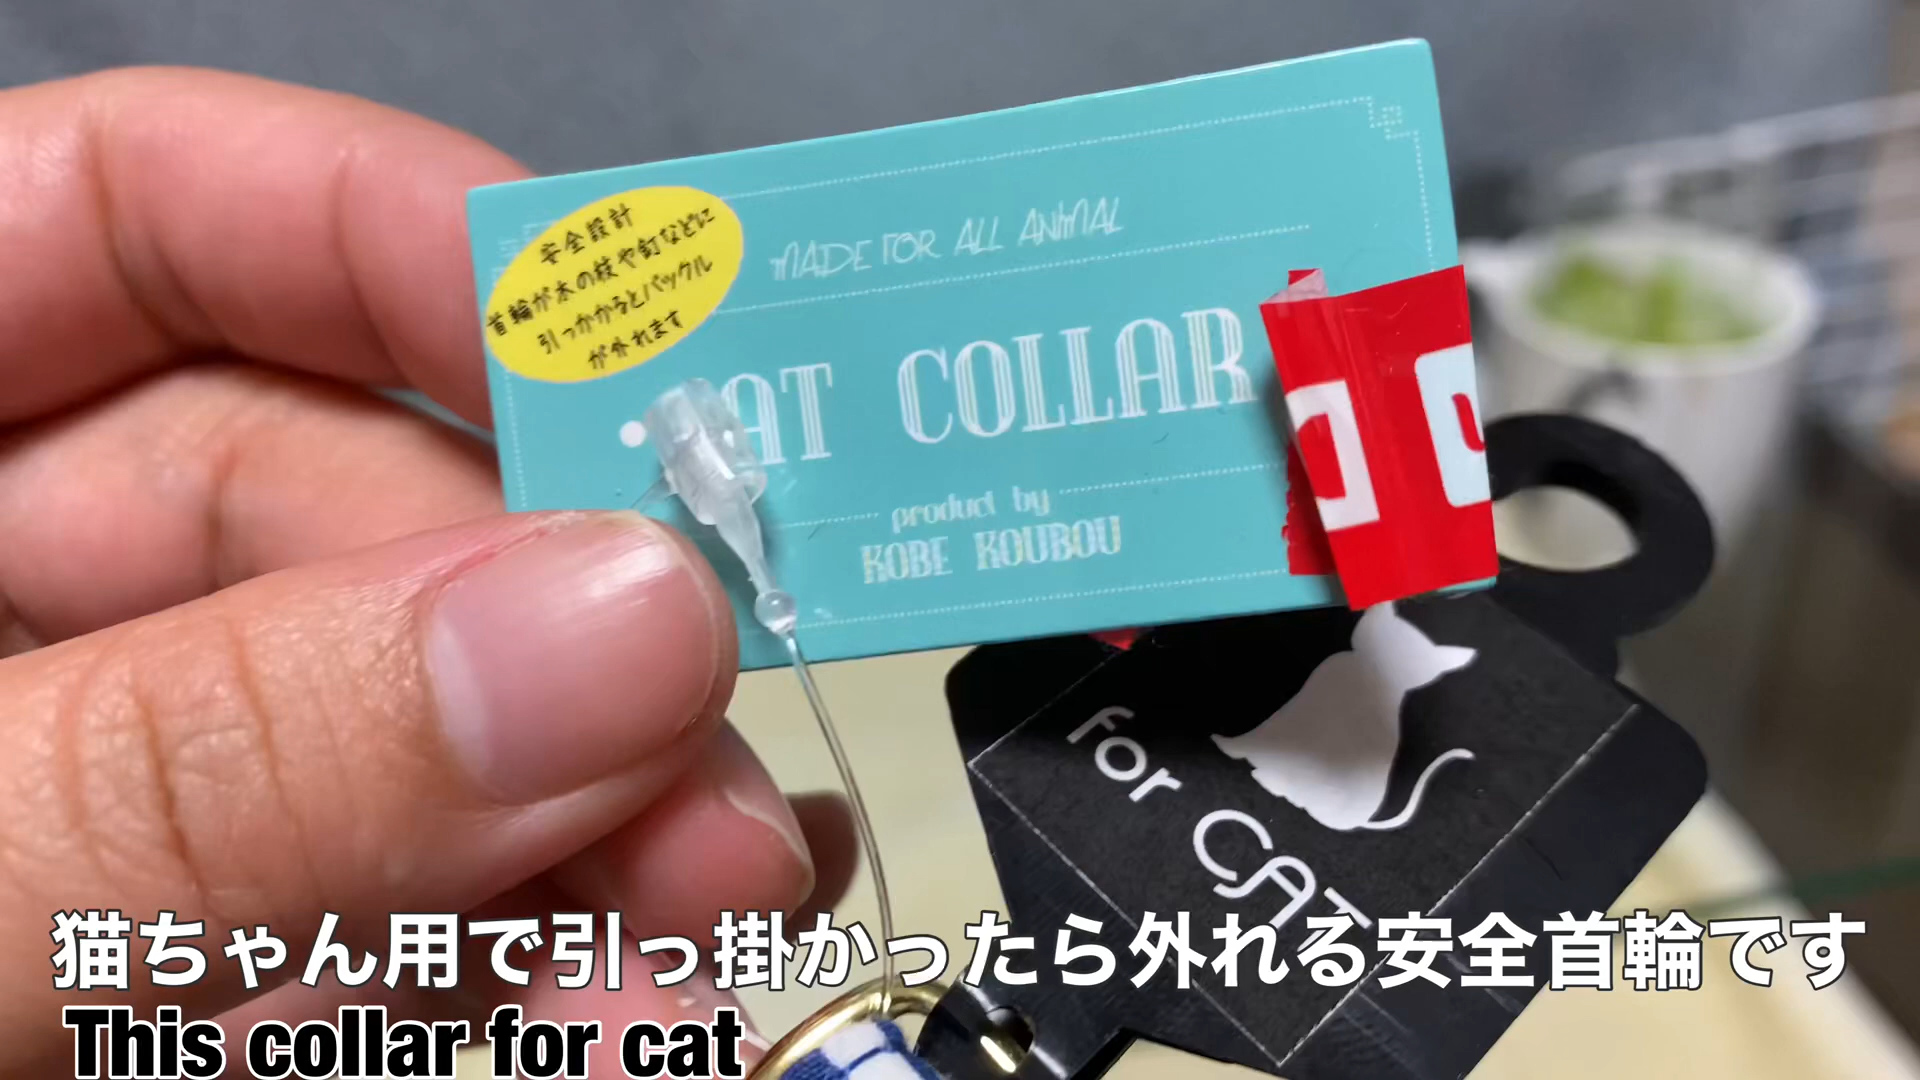 安全設計
首輪が木の枝や釘などに
引っかかるとバックル
が外れます
MADE FOR ALL ANIMAL
CAT COLLAR
product by
KOBE KOUBOU
for CAT
猫ちゃん用で引っ掛かったら外れる安全首輪です
This collar for cat